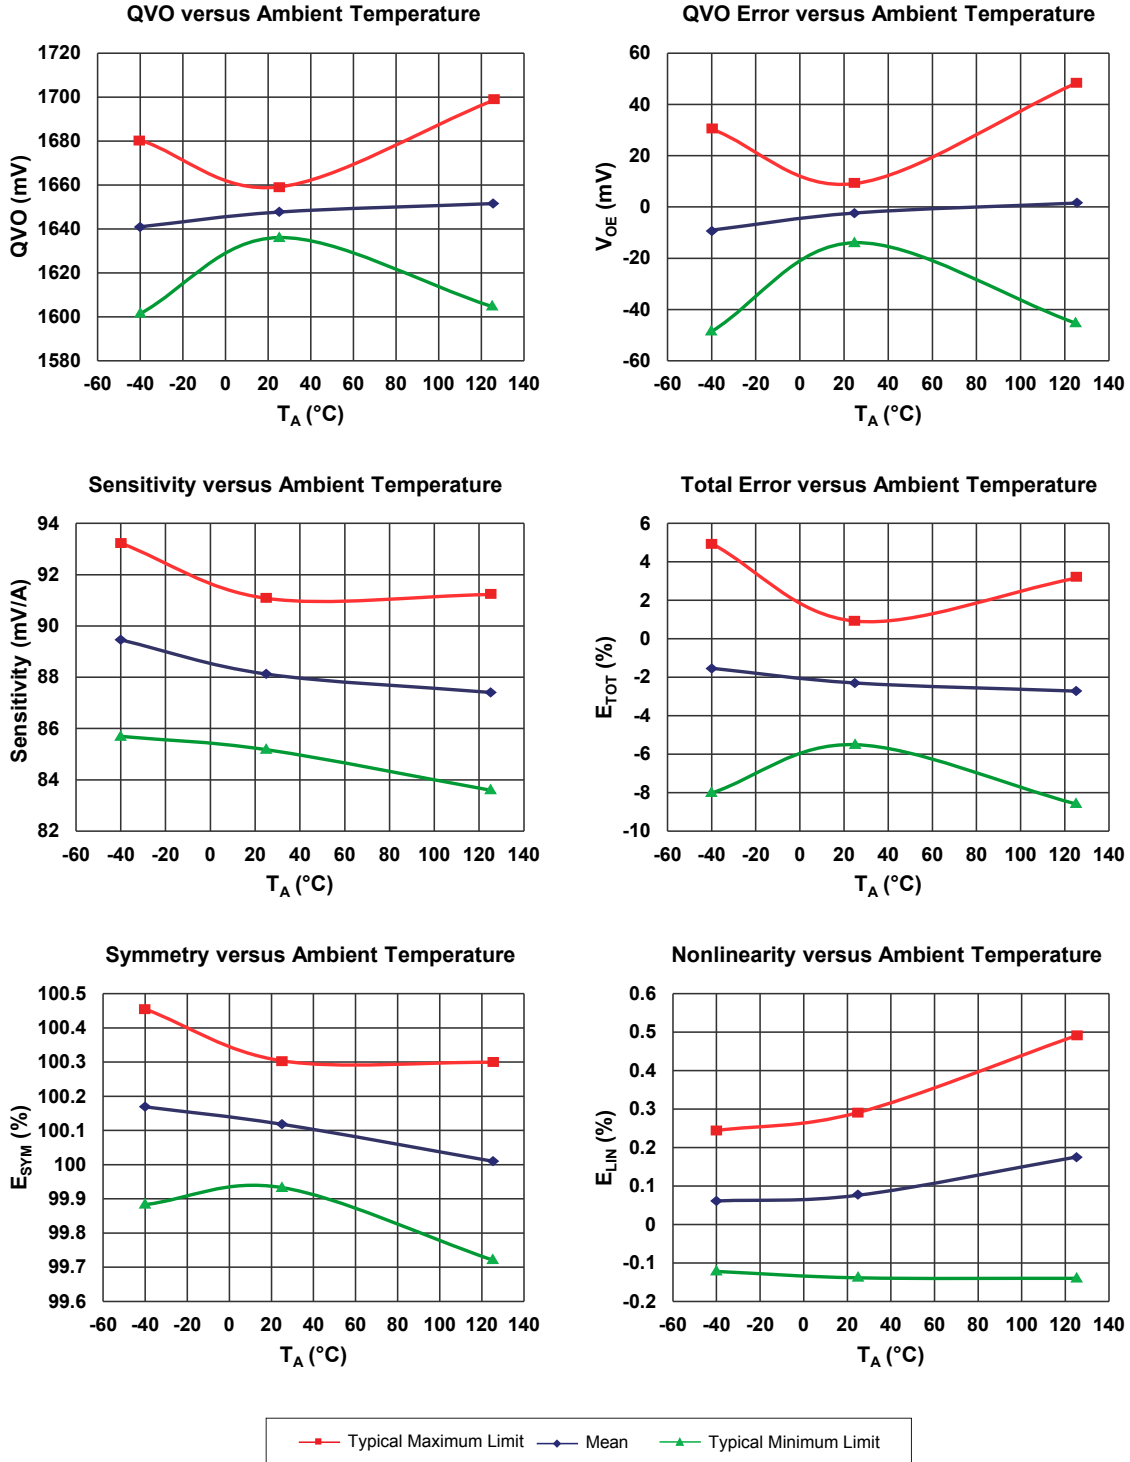 QVO versus Ambient Temperature
1720
1700
1680
1660
1640
1620
1600
1580
QVO (mV)
-60 -40 -20 0 20 40 60 80 100 120 140
TA (°C)
QVO Error versus Ambient Temperature
60
40
20
0
-20
-40
-60
VOE (mV)
-60 -40 -20 0 20 40 60 80 100 120 140
TA (°C)
Sensitivity versus Ambient Temperature
94
92
90
88
86
84
82
Sensitivity (mV/A)
-60 -40 -20 0 20 40 60 80 100 120 140
TA (°C)
Total Error versus Ambient Temperature
6
4
2
0
-2
-4
-6
-8
-10
ETOT (%)
-60 -40 -20 0 20 40 60 80 100 120 140
TA (°C)
Symmetry versus Ambient Temperature
100.5
100.4
100.3
100.2
100.1
100
99.9
99.8
99.7
99.6
ESYM (%)
-60 -40 -20 0 20 40 60 80 100 120 140
TA (°C)
Nonlinearity versus Ambient Temperature
0.6
0.5
0.4
0.3
0.2
0.1
0
-0.1
-0.2
ELIN (%)
-60 -40 -20 0 20 40 60 80 100 120 140
TA (°C)
Typical Maximum Limit Mean Typical Minimum Limit